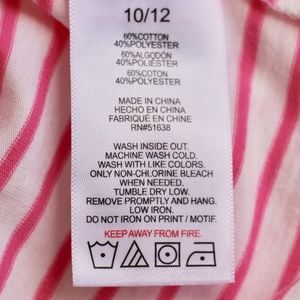 10/12
60%COTTON
40%POLYESTER
60%ALGODÓN
40%POLIÉSTER
60%COTON
40%POLYESTER
MADE IN CHINA
HECHO EN CHINA
FABRIQUÉ EN CHINE
RN#51638
WASH INSIDE OUT.
MACHINE WASH COLD.
WASH WITH LIKE COLORS.
ONLY NON-CHLORINE BLEACH
WHEN NEEDED.
TUMBLE DRY LOW.
REMOVE PROMPTLY AND HANG.
LOW IRON.
DO NOT IRON ON PRINT / MOTIF.
KEEP AWAY FROM FIRE.